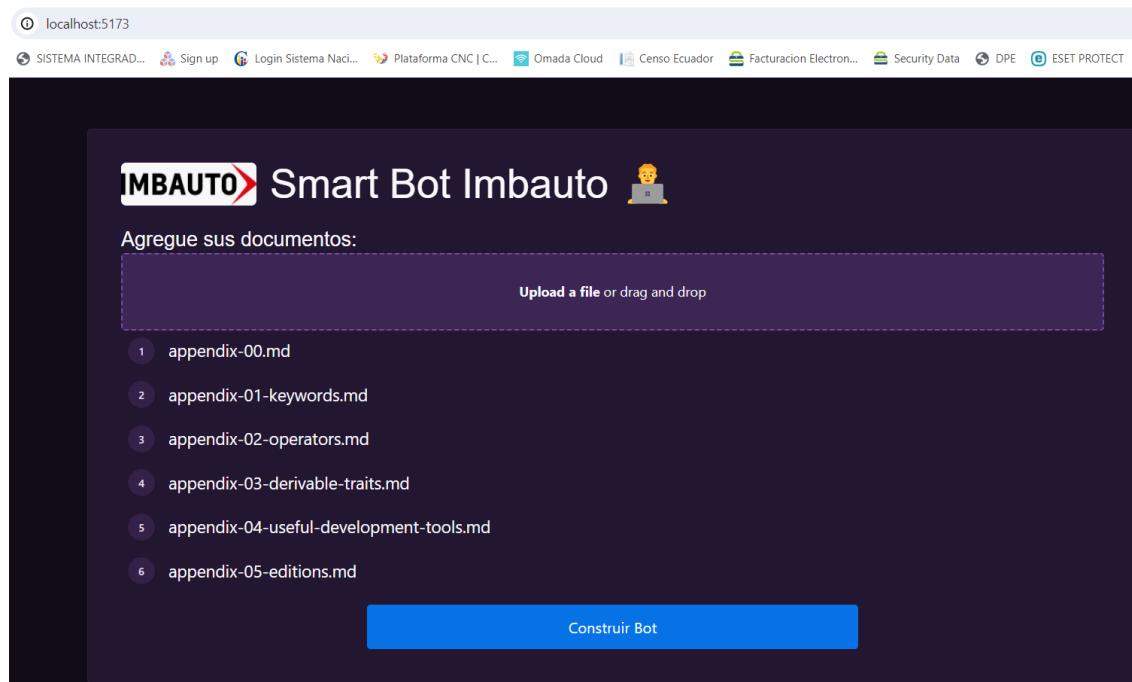 localhost:5173
SISTEMA INTEGRAD... Sign up Login Sistema Naci... Plataforma CNC | C... Omada Cloud Censo Ecuador Facturacion Electron... Security Data DPE ESET PROTECT
IMBAUTO Smart Bot Imbauto
Agregue sus documentos:
Upload a file or drag and drop
1 appendix-00.md
2 appendix-01-keywords.md
3 appendix-02-operators.md
4 appendix-03-derivable-traits.md
5 appendix-04-useful-development-tools.md
6 appendix-05-editions.md
Construir Bot